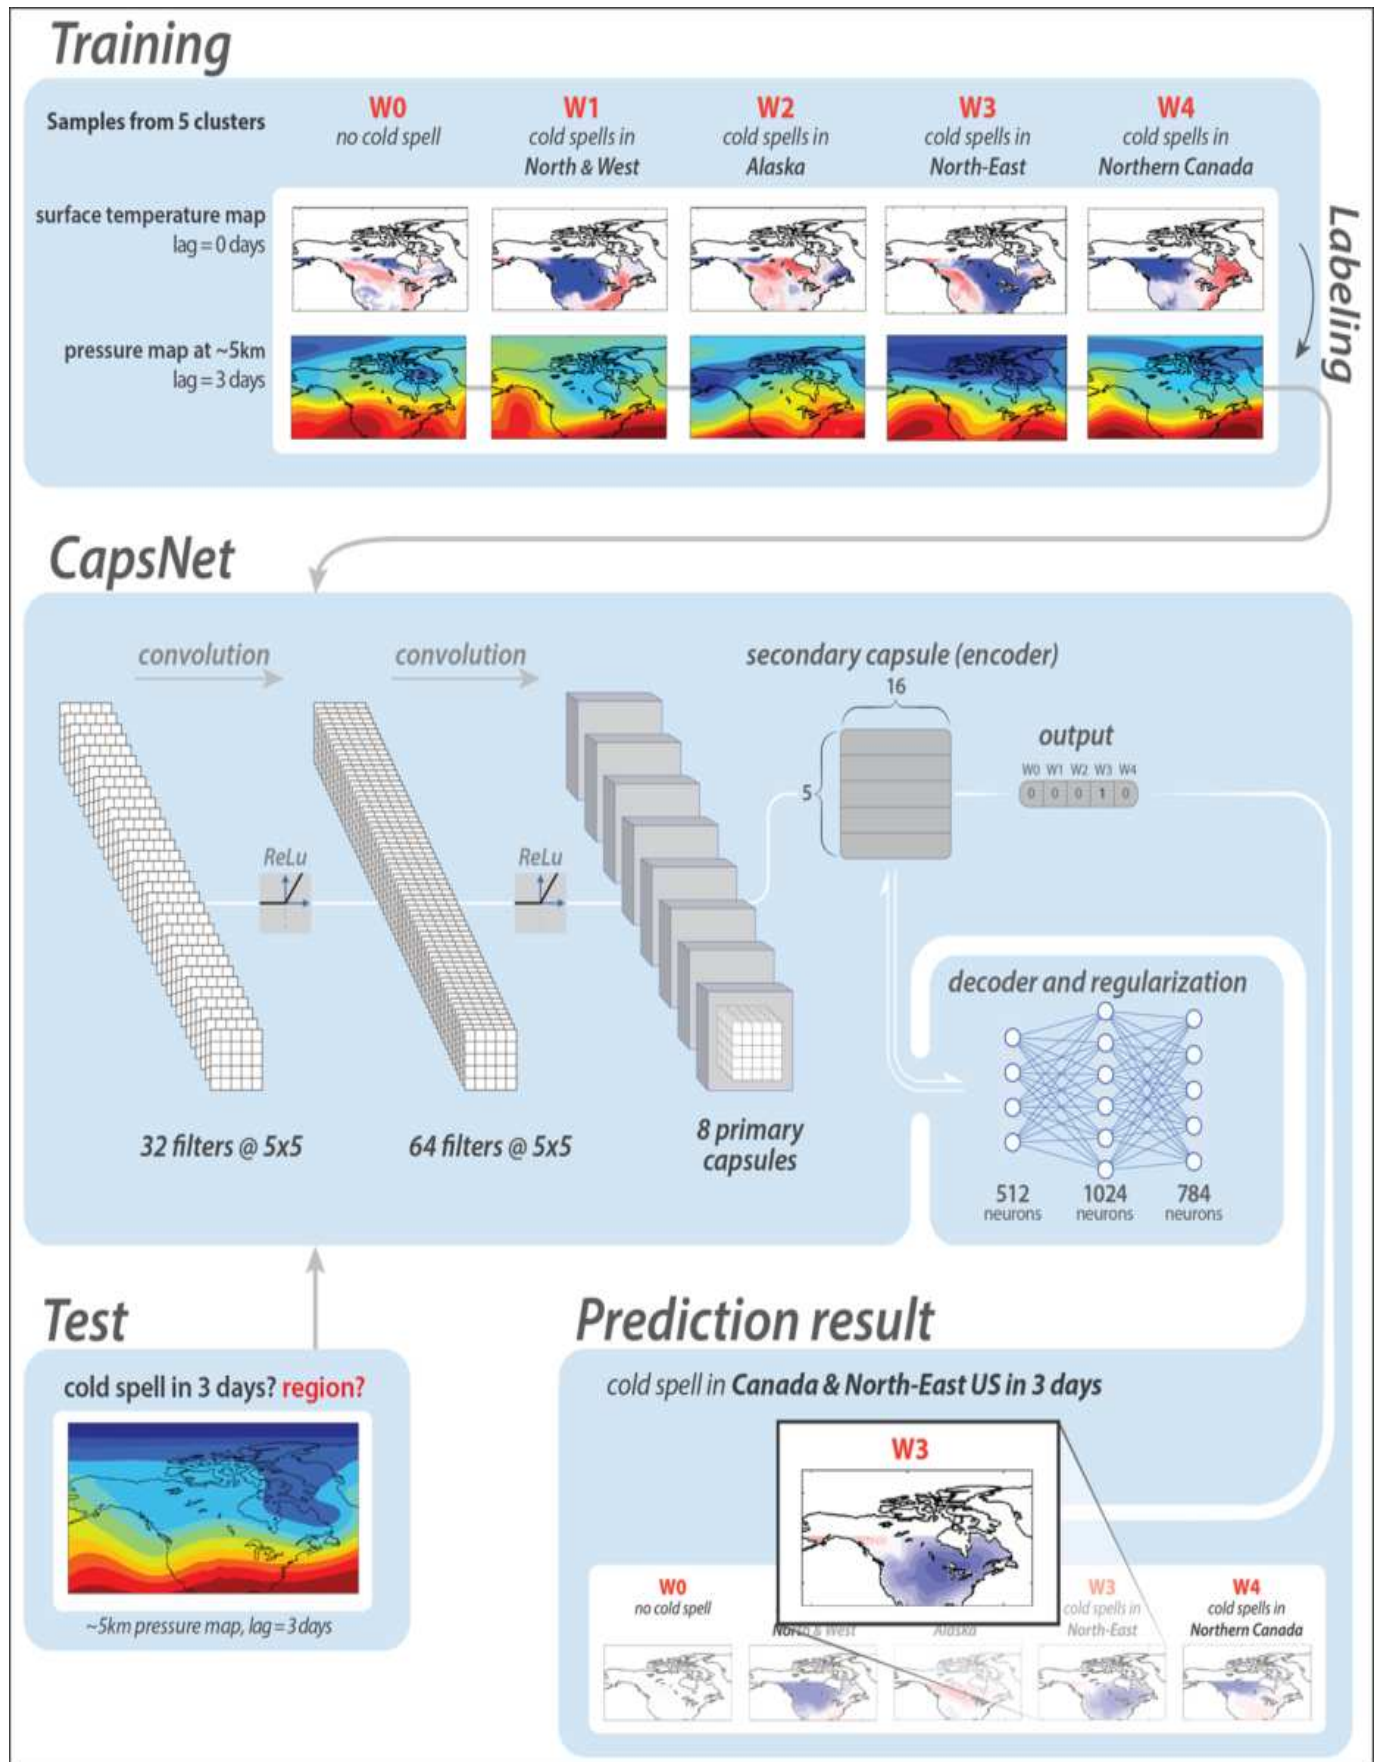 Training
Samples from 5 clusters
W0
no cold spell
W1
cold spells in
North & West
W2
cold spells in
Alaska
W3
cold spells in
North-East
W4
cold spells in
Northern Canada
surface temperature map
lag = 0 days
pressure map at ~5km
lag = 3 days
Labeling
CapsNet
convolution
convolution
secondary capsule (encoder)
16
5
output
W0 W1 W2 W3 W4
0 0 0 1 0
ReLu
ReLu
32 filters @ 5x5
64 filters @ 5x5
8 primary
capsules
decoder and regularization
512
neurons
1024
neurons
784
neurons
Test
cold spell in 3 days? region?
~5km pressure map, lag = 3 days
Prediction result
cold spell in Canada & North-East US in 3 days
W3
W0
no cold spell
North & West
Alaska
W3
cold spells in
North-East
W4
cold spells in
Northern Canada